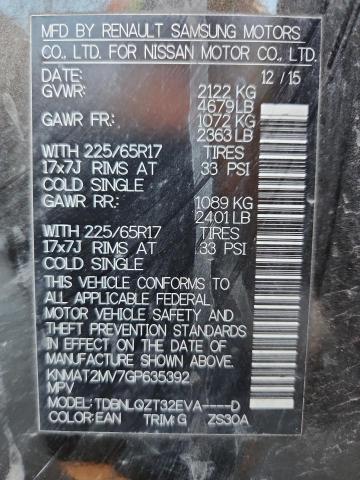 MFD BY RENAULT SAMSUNG MOTORS
CO., LTD. FOR NISSAN MOTOR CO., LTD.
DATE: 12 / 15
GVWR: 2122 KG
4679 LB
GAWR FR: 1072 KG
2363 LB
WITH 225/65R17 TIRES
17x7J RIMS AT 33 PSI
COLD SINGLE
GAWR RR: 1089 KG
2401 LB
WITH 225/65R17 TIRES
17x7J RIMS AT 33 PSI
COLD SINGLE
THIS VEHICLE CONFORMS TO
ALL APPLICABLE FEDERAL
MOTOR VEHICLE SAFETY AND
THEFT PREVENTION STANDARDS
IN EFFECT ON THE DATE OF
MANUFACTURE SHOWN ABOVE.
KNMAT2MV7GP635392
MPV
MODEL: TDBNLQZT32EVA----D
COLOR:EAN TRIM:G ZS30A